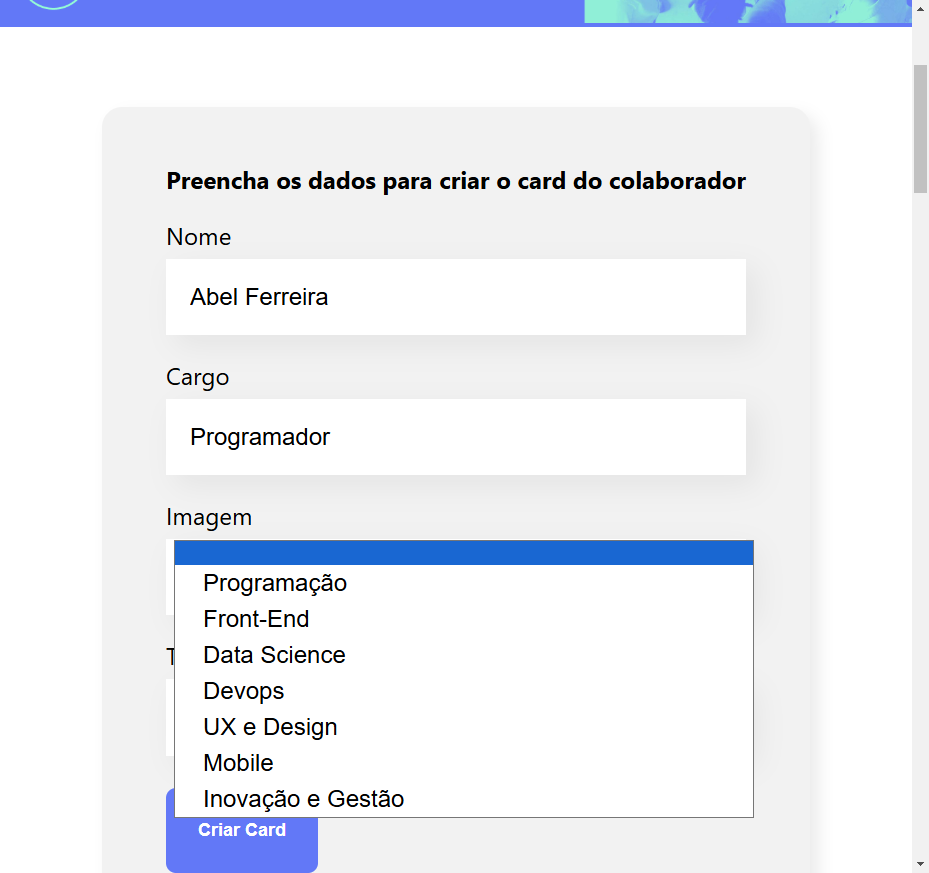 Preencha os dados para criar o card do colaborador
Nome
Abel Ferreira
Cargo
Programador
Imagem
Programação
Front-End
Data Science
Devops
UX e Design
Mobile
Inovação e Gestão
Criar Card